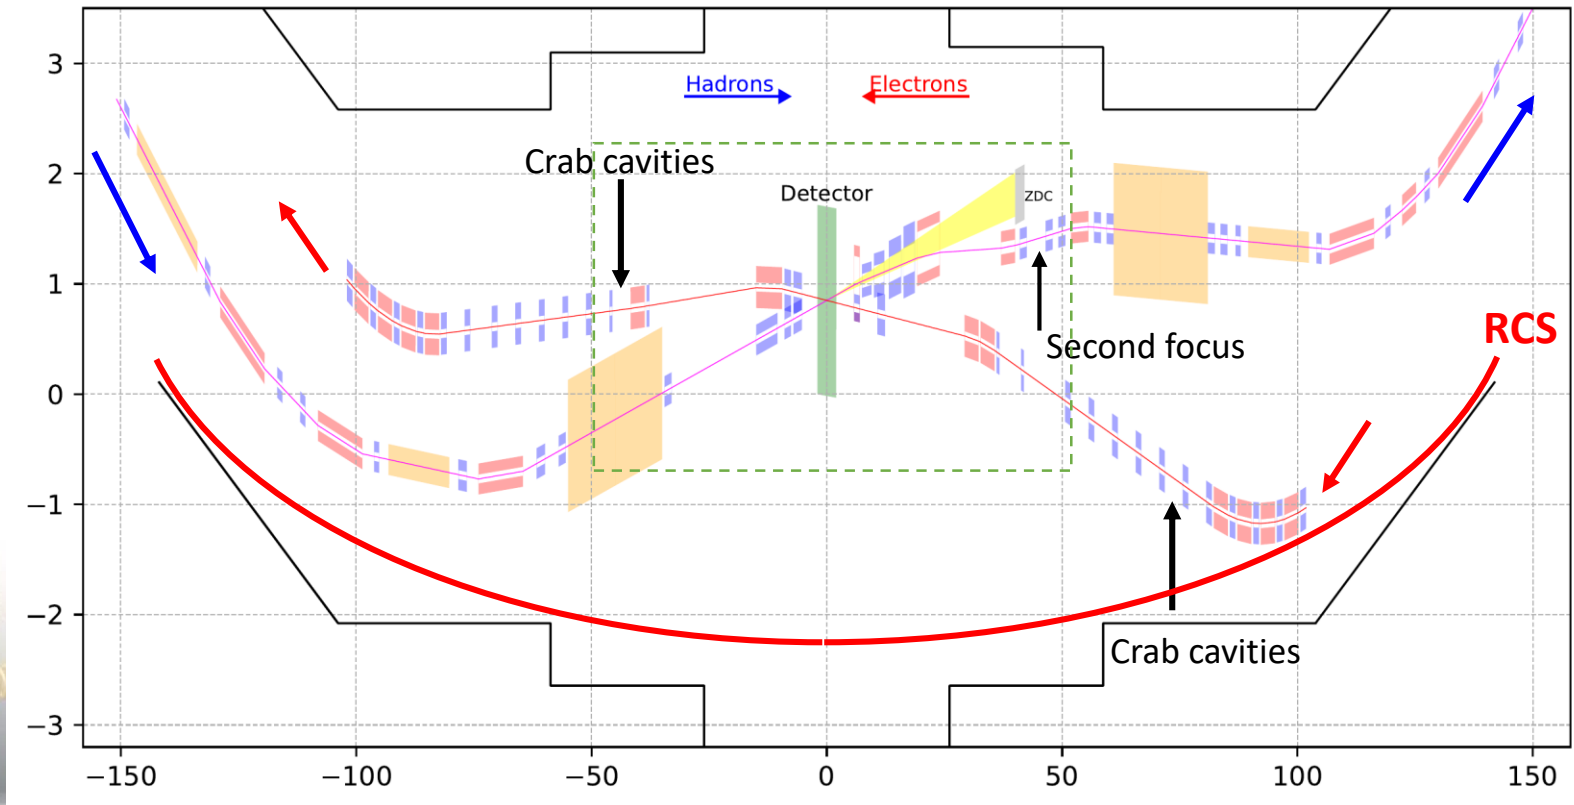 3
2
1
0
−1
−2
−3
Hadrons
Electrons
Crab cavities
Detector
ZDC
Second focus
RCS
Crab cavities
−150
−100
−50
0
50
100
150